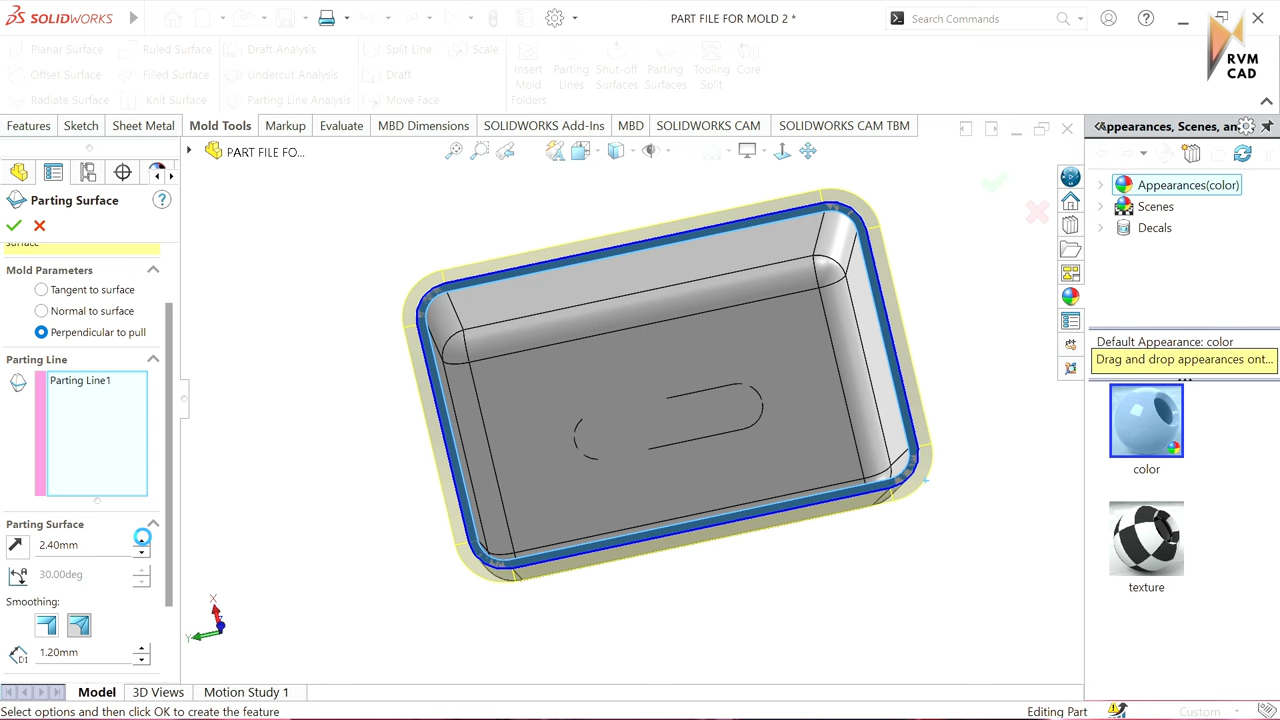 SOLIDWORKS
PART FILE FOR MOLD 2 *
Search Commands
RVM
CAD
Planar Surface
Ruled Surface
Draft Analysis
Split Line
Scale
Offset Surface
Filled Surface
Undercut Analysis
Draft
Radiate Surface
Knit Surface
Parting Line Analysis
Move Face
Insert
Mold
Folders
Parting
Lines
Shut-off
Surfaces
Parting
Surfaces
Tooling
Split
Core
Features
Sketch
Sheet Metal
Mold Tools
Markup
Evaluate
MBD Dimensions
SOLIDWORKS Add-Ins
MBD
SOLIDWORKS CAM
SOLIDWORKS CAM TBM
PART FILE FO...
Appearances, Scenes, an
Parting Surface
surface
Mold Parameters
Tangent to surface
Normal to surface
Perpendicular to pull
Parting Line
Parting Line1
Parting Surface
2.40mm
30.00deg
Smoothing:
D1
1.20mm
X
Y
Appearances(color)
Scenes
Decals
Default Appearance: color
Drag and drop appearances ont...
color
texture
Model
3D Views
Motion Study 1
Select options and then click OK to create the feature
Editing Part
Custom